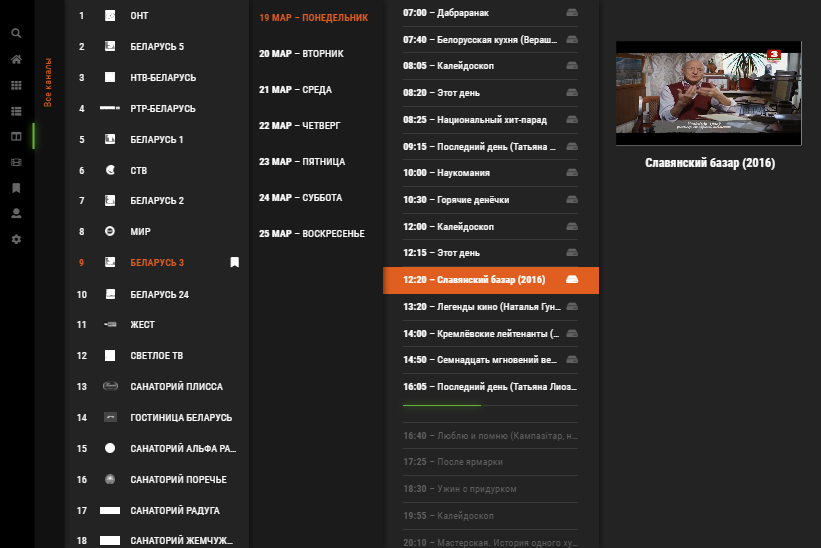 Все каналы
1 ОНТ
2 БЕЛАРУСЬ 5
3 НТВ-БЕЛАРУСЬ
4 РТР-БЕЛАРУСЬ
5 БЕЛАРУСЬ 1
6 СТВ
7 БЕЛАРУСЬ 2
8 МИР
9 БЕЛАРУСЬ 3
10 БЕЛАРУСЬ 24
11 ЖЕСТ
12 СВЕТЛОЕ ТВ
13 САНАТОРИЙ ПЛИССА
14 ГОСТИНИЦА БЕЛАРУСЬ
15 САНАТОРИЙ АЛЬФА РА...
16 САНАТОРИЙ ПОРЕЧЬЕ
17 САНАТОРИЙ РАДУГА
18 САНАТОРИЙ ЖЕМЧУЖ...
19 МАР – ПОНЕДЕЛЬНИК
20 МАР – ВТОРНИК
21 МАР – СРЕДА
22 МАР – ЧЕТВЕРГ
23 МАР – ПЯТНИЦА
24 МАР – СУББОТА
25 МАР – ВОСКРЕСЕНЬЕ
07:00 – Дабраранак
07:40 – Белорусская кухня (Вераш...
08:05 – Калейдоскоп
08:20 – Этот день
08:25 – Национальный хит-парад
09:15 – Последний день (Татьяна ...
10:00 – Наукомания
10:30 – Горячие денёчки
12:00 – Калейдоскоп
12:15 – Этот день
12:20 – Славянский базар (2016)
13:20 – Легенды кино (Наталья Гун...
14:00 – Кремлёвские лейтенанты (...
14:50 – Семнадцать мгновений ве...
16:05 – Последний день (Татьяна Лиоз...
16:40 – Люблю и помню (Кампазітар, н...
17:25 – После ярмарки
18:30 – Ужин с придурком
19:55 – Калейдоскоп
20:10 – Мастерская. История одного ху...
3
Славянский базар (2016)